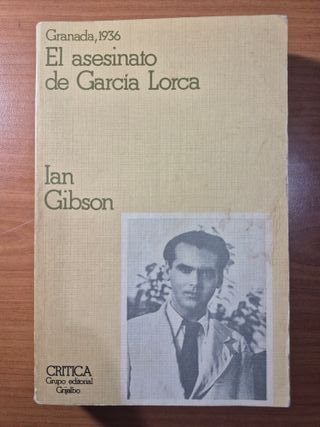 Granada, 1936
El asesinato
de García Lorca
Ian
Gibson
CRITICA
Grupo editorial
Grijalbo